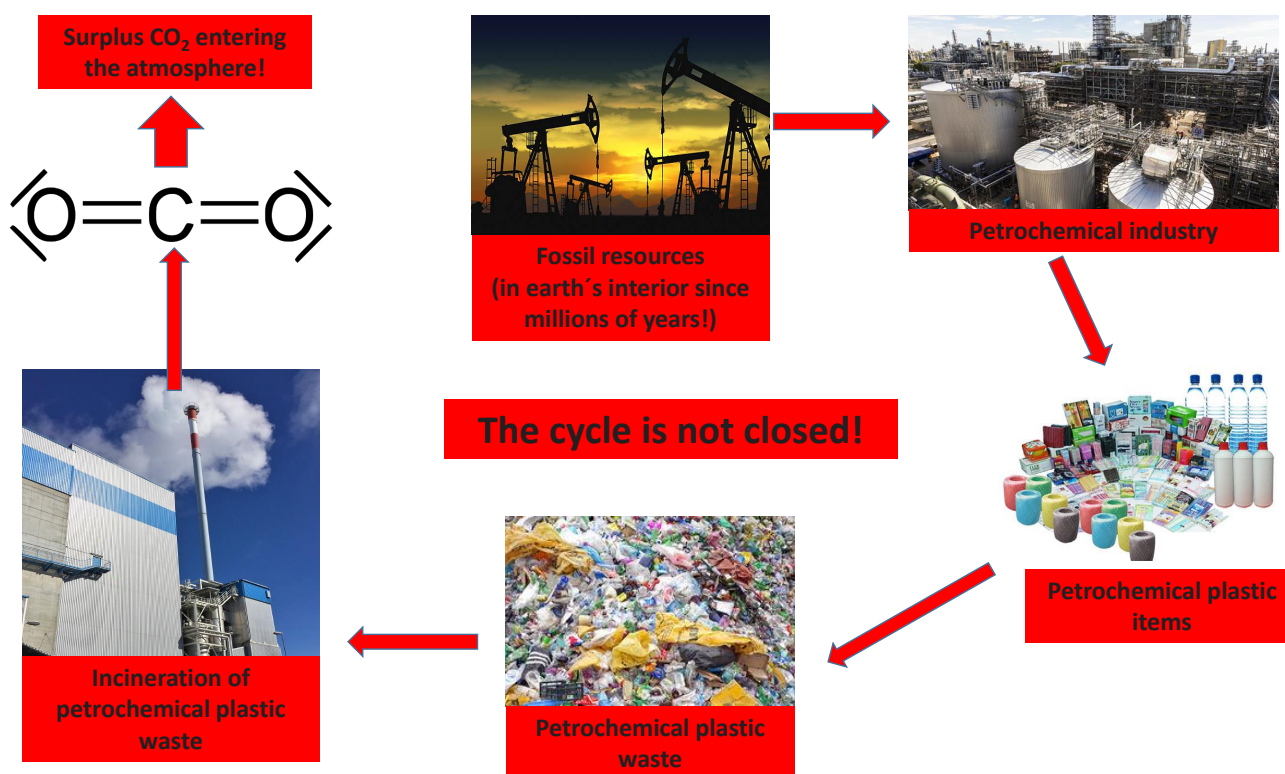 Surplus CO₂ entering
the atmosphere!
O=C=O
Fossil resources
(in earth´s interior since
millions of years!)
Petrochemical industry
The cycle is not closed!
Petrochemical plastic
items
Petrochemical plastic
waste
Incineration of
petrochemical plastic
waste